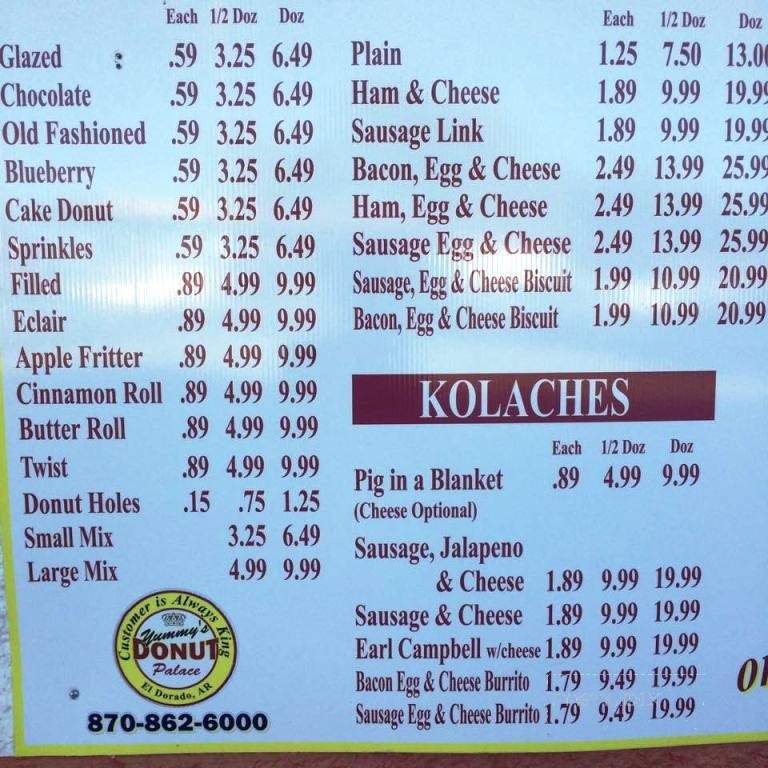 Each 1/2 Doz Doz
Glazed .59 3.25 6.49
Chocolate .59 3.25 6.49
Old Fashioned .59 3.25 6.49
Blueberry .59 3.25 6.49
Cake Donut .59 3.25 6.49
Sprinkles .59 3.25 6.49
Filled .89 4.99 9.99
Eclair .89 4.99 9.99
Apple Fritter .89 4.99 9.99
Cinnamon Roll .89 4.99 9.99
Butter Roll .89 4.99 9.99
Twist .89 4.99 9.99
Donut Holes .15 .75 1.25
Small Mix 3.25 6.49
Large Mix 4.99 9.99
Customer is Always King
Yummy's
DONUT
Palace
El Dorado, AR
870-862-6000
Each 1/2 Doz Doz
Plain 1.25 7.50 13.00
Ham & Cheese 1.89 9.99 19.99
Sausage Link 1.89 9.99 19.99
Bacon, Egg & Cheese 2.49 13.99 25.99
Ham, Egg & Cheese 2.49 13.99 25.99
Sausage Egg & Cheese 2.49 13.99 25.99
Sausage, Egg & Cheese Biscuit 1.99 10.99 20.99
Bacon, Egg & Cheese Biscuit 1.99 10.99 20.99
KOLACHES
Each 1/2 Doz Doz
Pig in a Blanket .89 4.99 9.99
(Cheese Optional)
Sausage, Jalapeno
& Cheese 1.89 9.99 19.99
Sausage & Cheese 1.89 9.99 19.99
Earl Campbell w/cheese 1.89 9.99 19.99
Bacon Egg & Cheese Burrito 1.79 9.49 19.99
Sausage Egg & Cheese Burrito 1.79 9.49 19.99